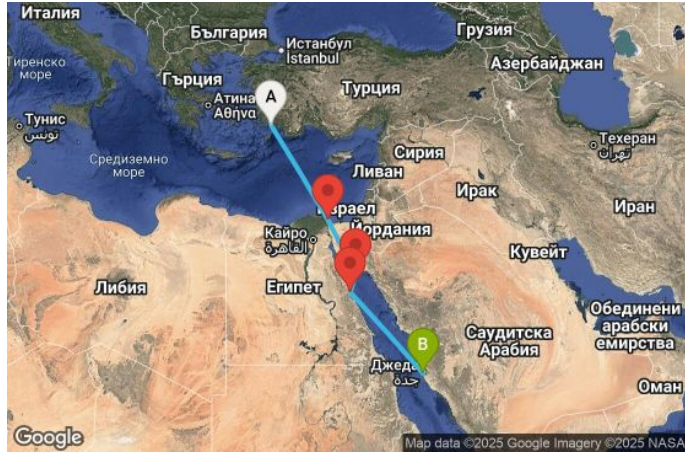 Италия
България
Грузия
Истанбул
İstanbul
Азербайджан
Тиренско
море
Гърция
Атина
Αθήνα
Турция
A
Тунис
تونس
Техеран
تهران
Средиземно
море
Сирия
Ливан
Ирак
Иран
Израел
Кайро
القاهرة
Йордания
Кувейт
Либия
Египет
Обединени
арабски
емирства
Саудитска
Арабия
B
Джеда
جدة
Оман
Google
Map data ©2025 Google Imagery ©2025 NASA